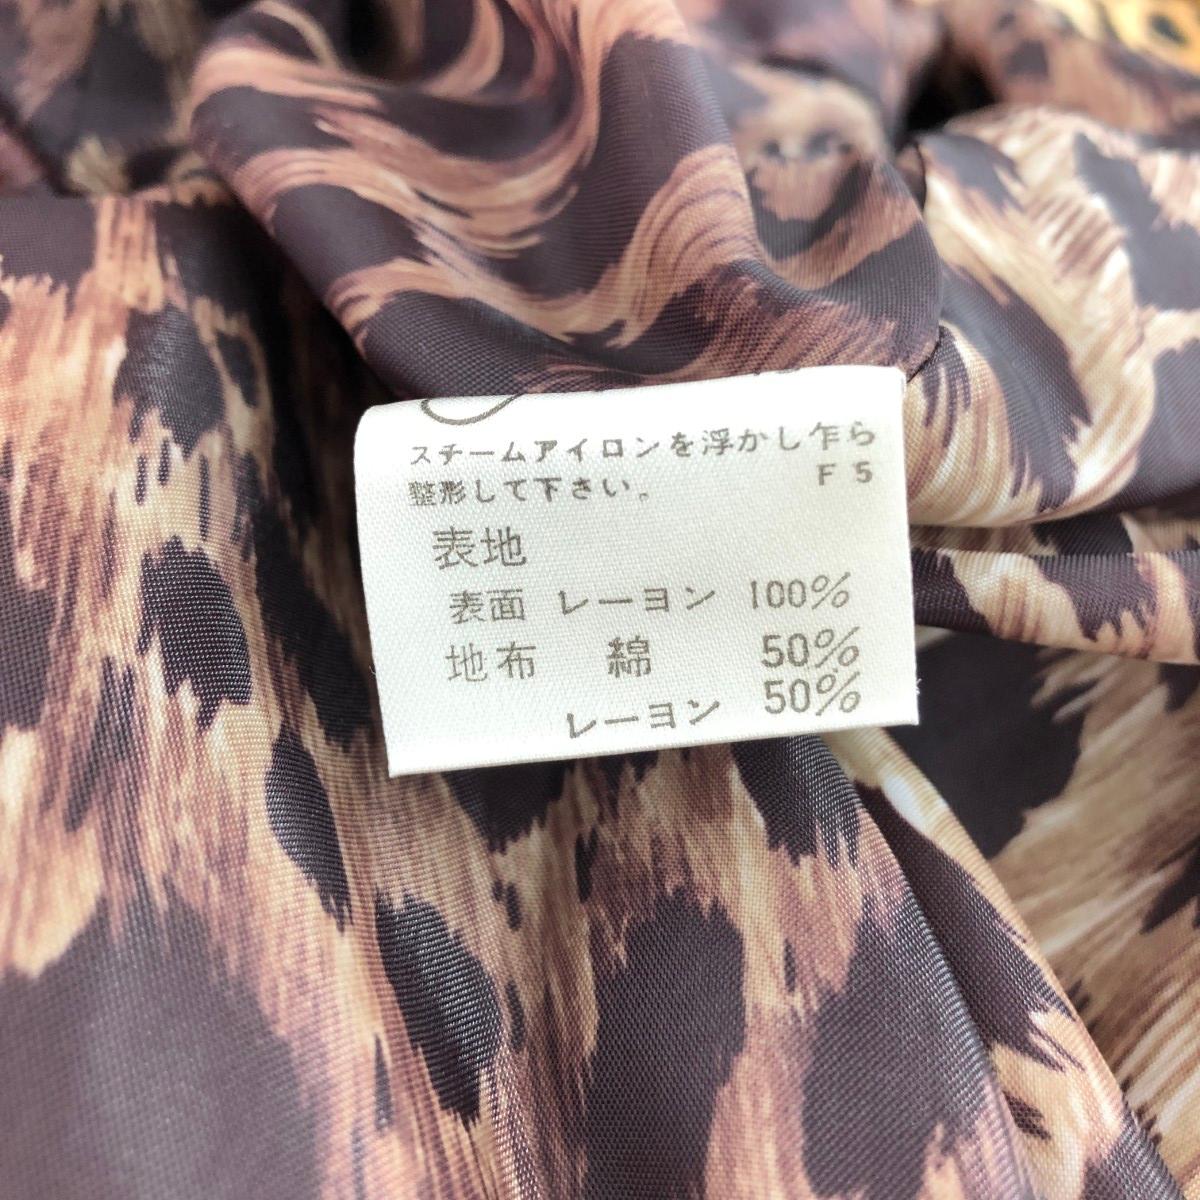 スチームアイロンを浮かし乍ら
整形して下さい。 F 5
表地
表面 レーヨン 100%
地布 綿 50%
レーヨン 50%